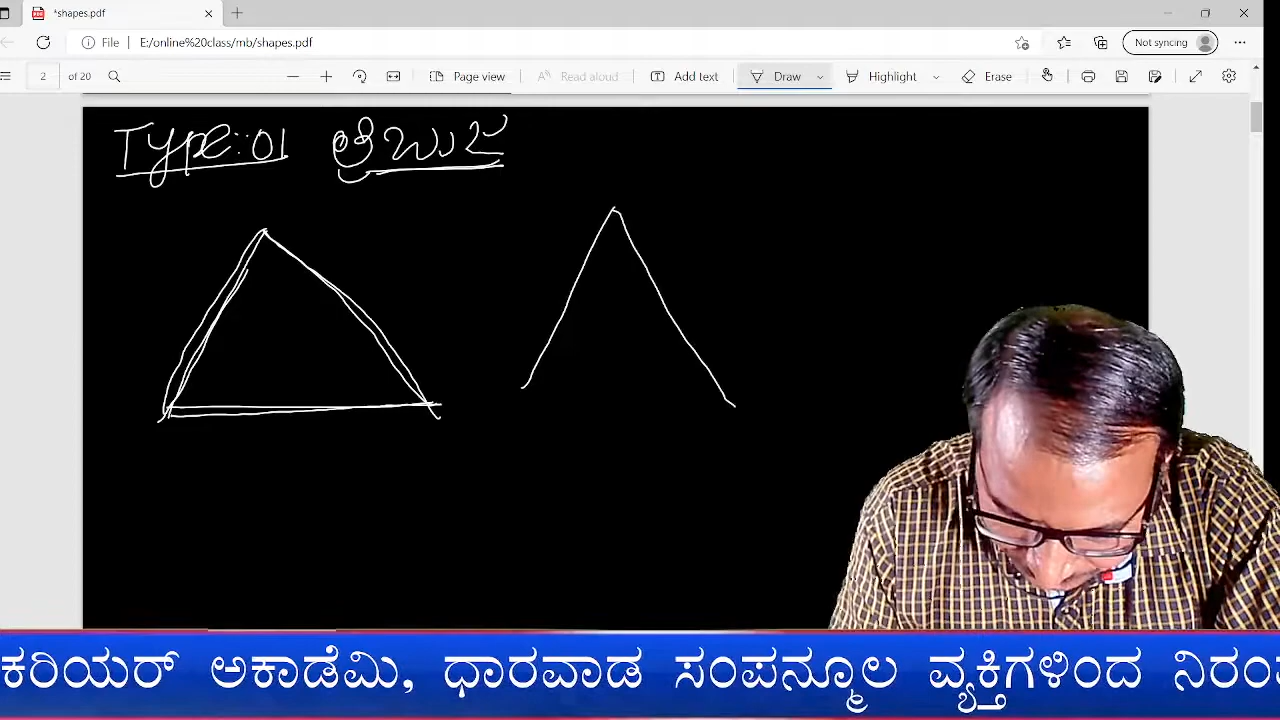 *shapes.pdf
File E:/online%20class/mb/shapes.pdf Not syncing
2 of 20 Page view Read aloud Add text Draw Highlight Erase
Type:01 ತ್ರಿಬುಜ
ಕರಿಯರ್ ಅಕಾಡೆಮಿ, ಧಾರವಾಡ ಸಂಪನ್ಮೂಲ ವ್ಯಕ್ತಿಗಳಿಂದ ನಿರಂ